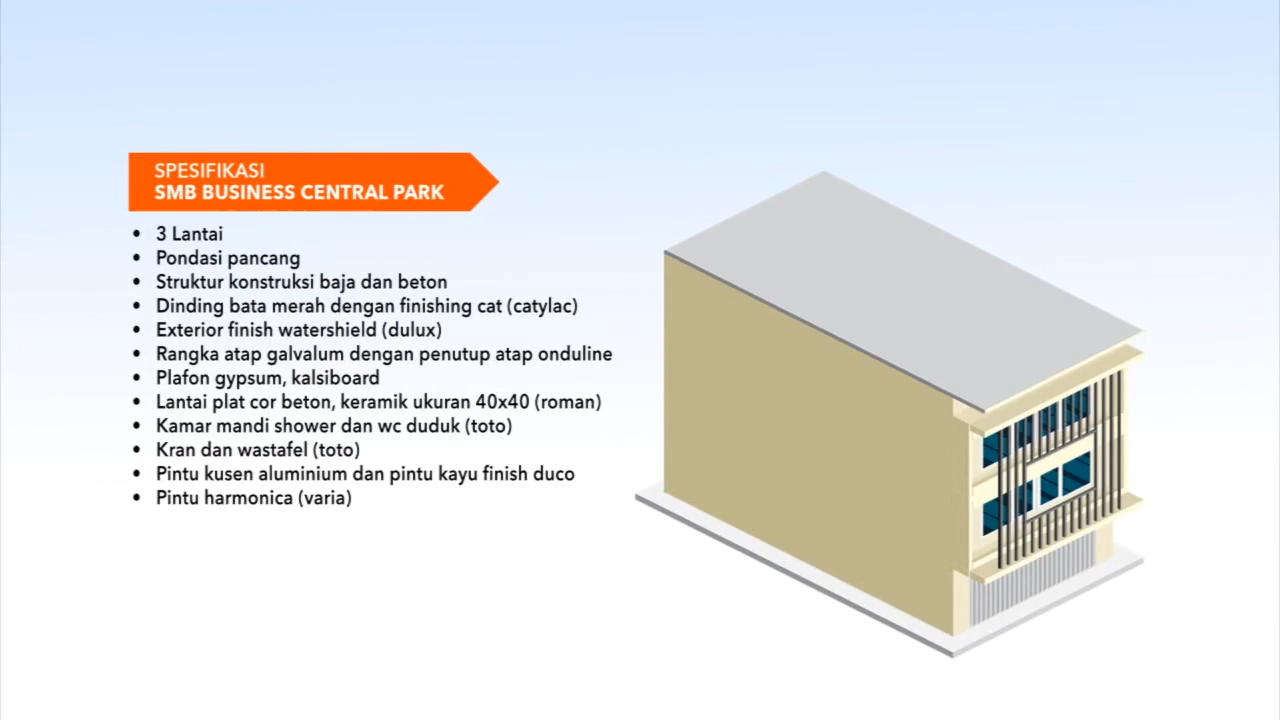 SPESIFIKASI
SMB BUSINESS CENTRAL PARK
• 3 Lantai
• Pondasi pancang
• Struktur konstruksi baja dan beton
• Dinding bata merah dengan finishing cat (catylac)
• Exterior finish watershield (dulux)
• Rangka atap galvalum dengan penutup atap onduline
• Plafon gypsum, kalsiboard
• Lantai plat cor beton, keramik ukuran 40x40 (roman)
• Kamar mandi shower dan wc duduk (toto)
• Kran dan wastafel (toto)
• Pintu kusen aluminium dan pintu kayu finish duco
• Pintu harmonica (varia)